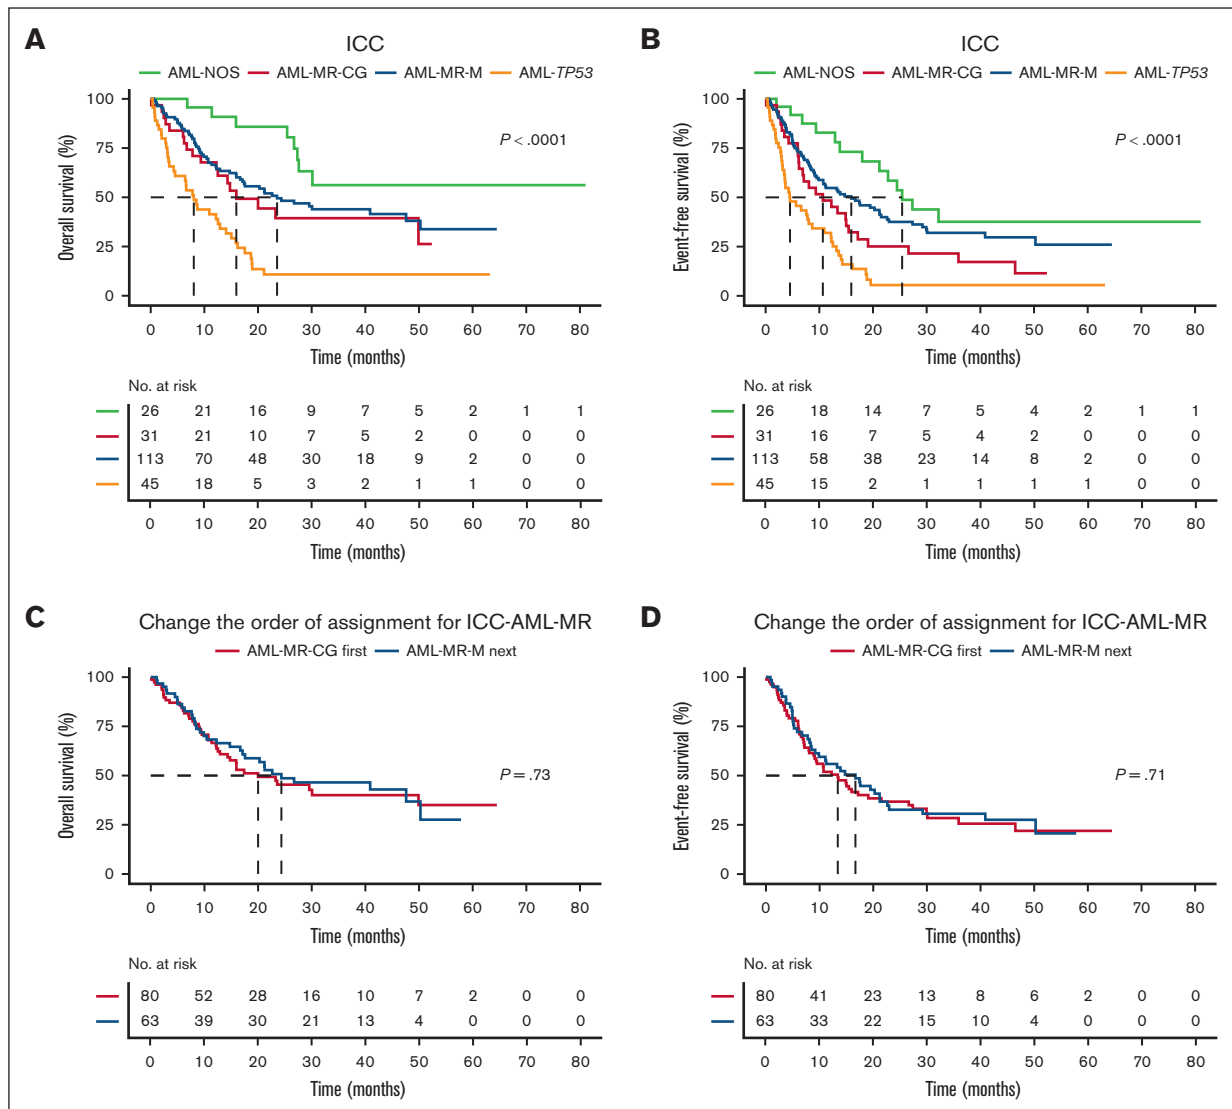 A
ICC
AML-NOS AML-MR-CG AML-MR-M AML-TP53
Overall survival (%)
100
75
50
25
0
P < .0001
0 10 20 30 40 50 60 70 80
Time (months)
No. at risk
26 21 16 9 7 5 2 1 1
31 21 10 7 5 2 0 0 0
113 70 48 30 18 9 2 0 0
45 18 5 3 2 1 1 0 0
0 10 20 30 40 50 60 70 80
Time (months)
B
ICC
AML-NOS AML-MR-CG AML-MR-M AML-TP53
Event-free survival (%)
100
75
50
25
0
P < .0001
0 10 20 30 40 50 60 70 80
Time (months)
No. at risk
26 18 14 7 5 4 2 1 1
31 16 7 5 4 2 0 0 0
113 58 38 23 14 8 2 0 0
45 15 2 1 1 1 1 0 0
0 10 20 30 40 50 60 70 80
Time (months)
C
Change the order of assignment for ICC-AML-MR
AML-MR-CG first AML-MR-M next
Overall survival (%)
100
75
50
25
0
P = .73
0 10 20 30 40 50 60 70 80
Time (months)
No. at risk
80 52 28 16 10 7 2 0 0
63 39 30 21 13 4 0 0 0
0 10 20 30 40 50 60 70 80
Time (months)
D
Change the order of assignment for ICC-AML-MR
AML-MR-CG first AML-MR-M next
Event-free survival (%)
100
75
50
25
0
P = .71
0 10 20 30 40 50 60 70 80
Time (months)
No. at risk
80 41 23 13 8 6 2 0 0
63 33 22 15 10 4 0 0 0
0 10 20 30 40 50 60 70 80
Time (months)